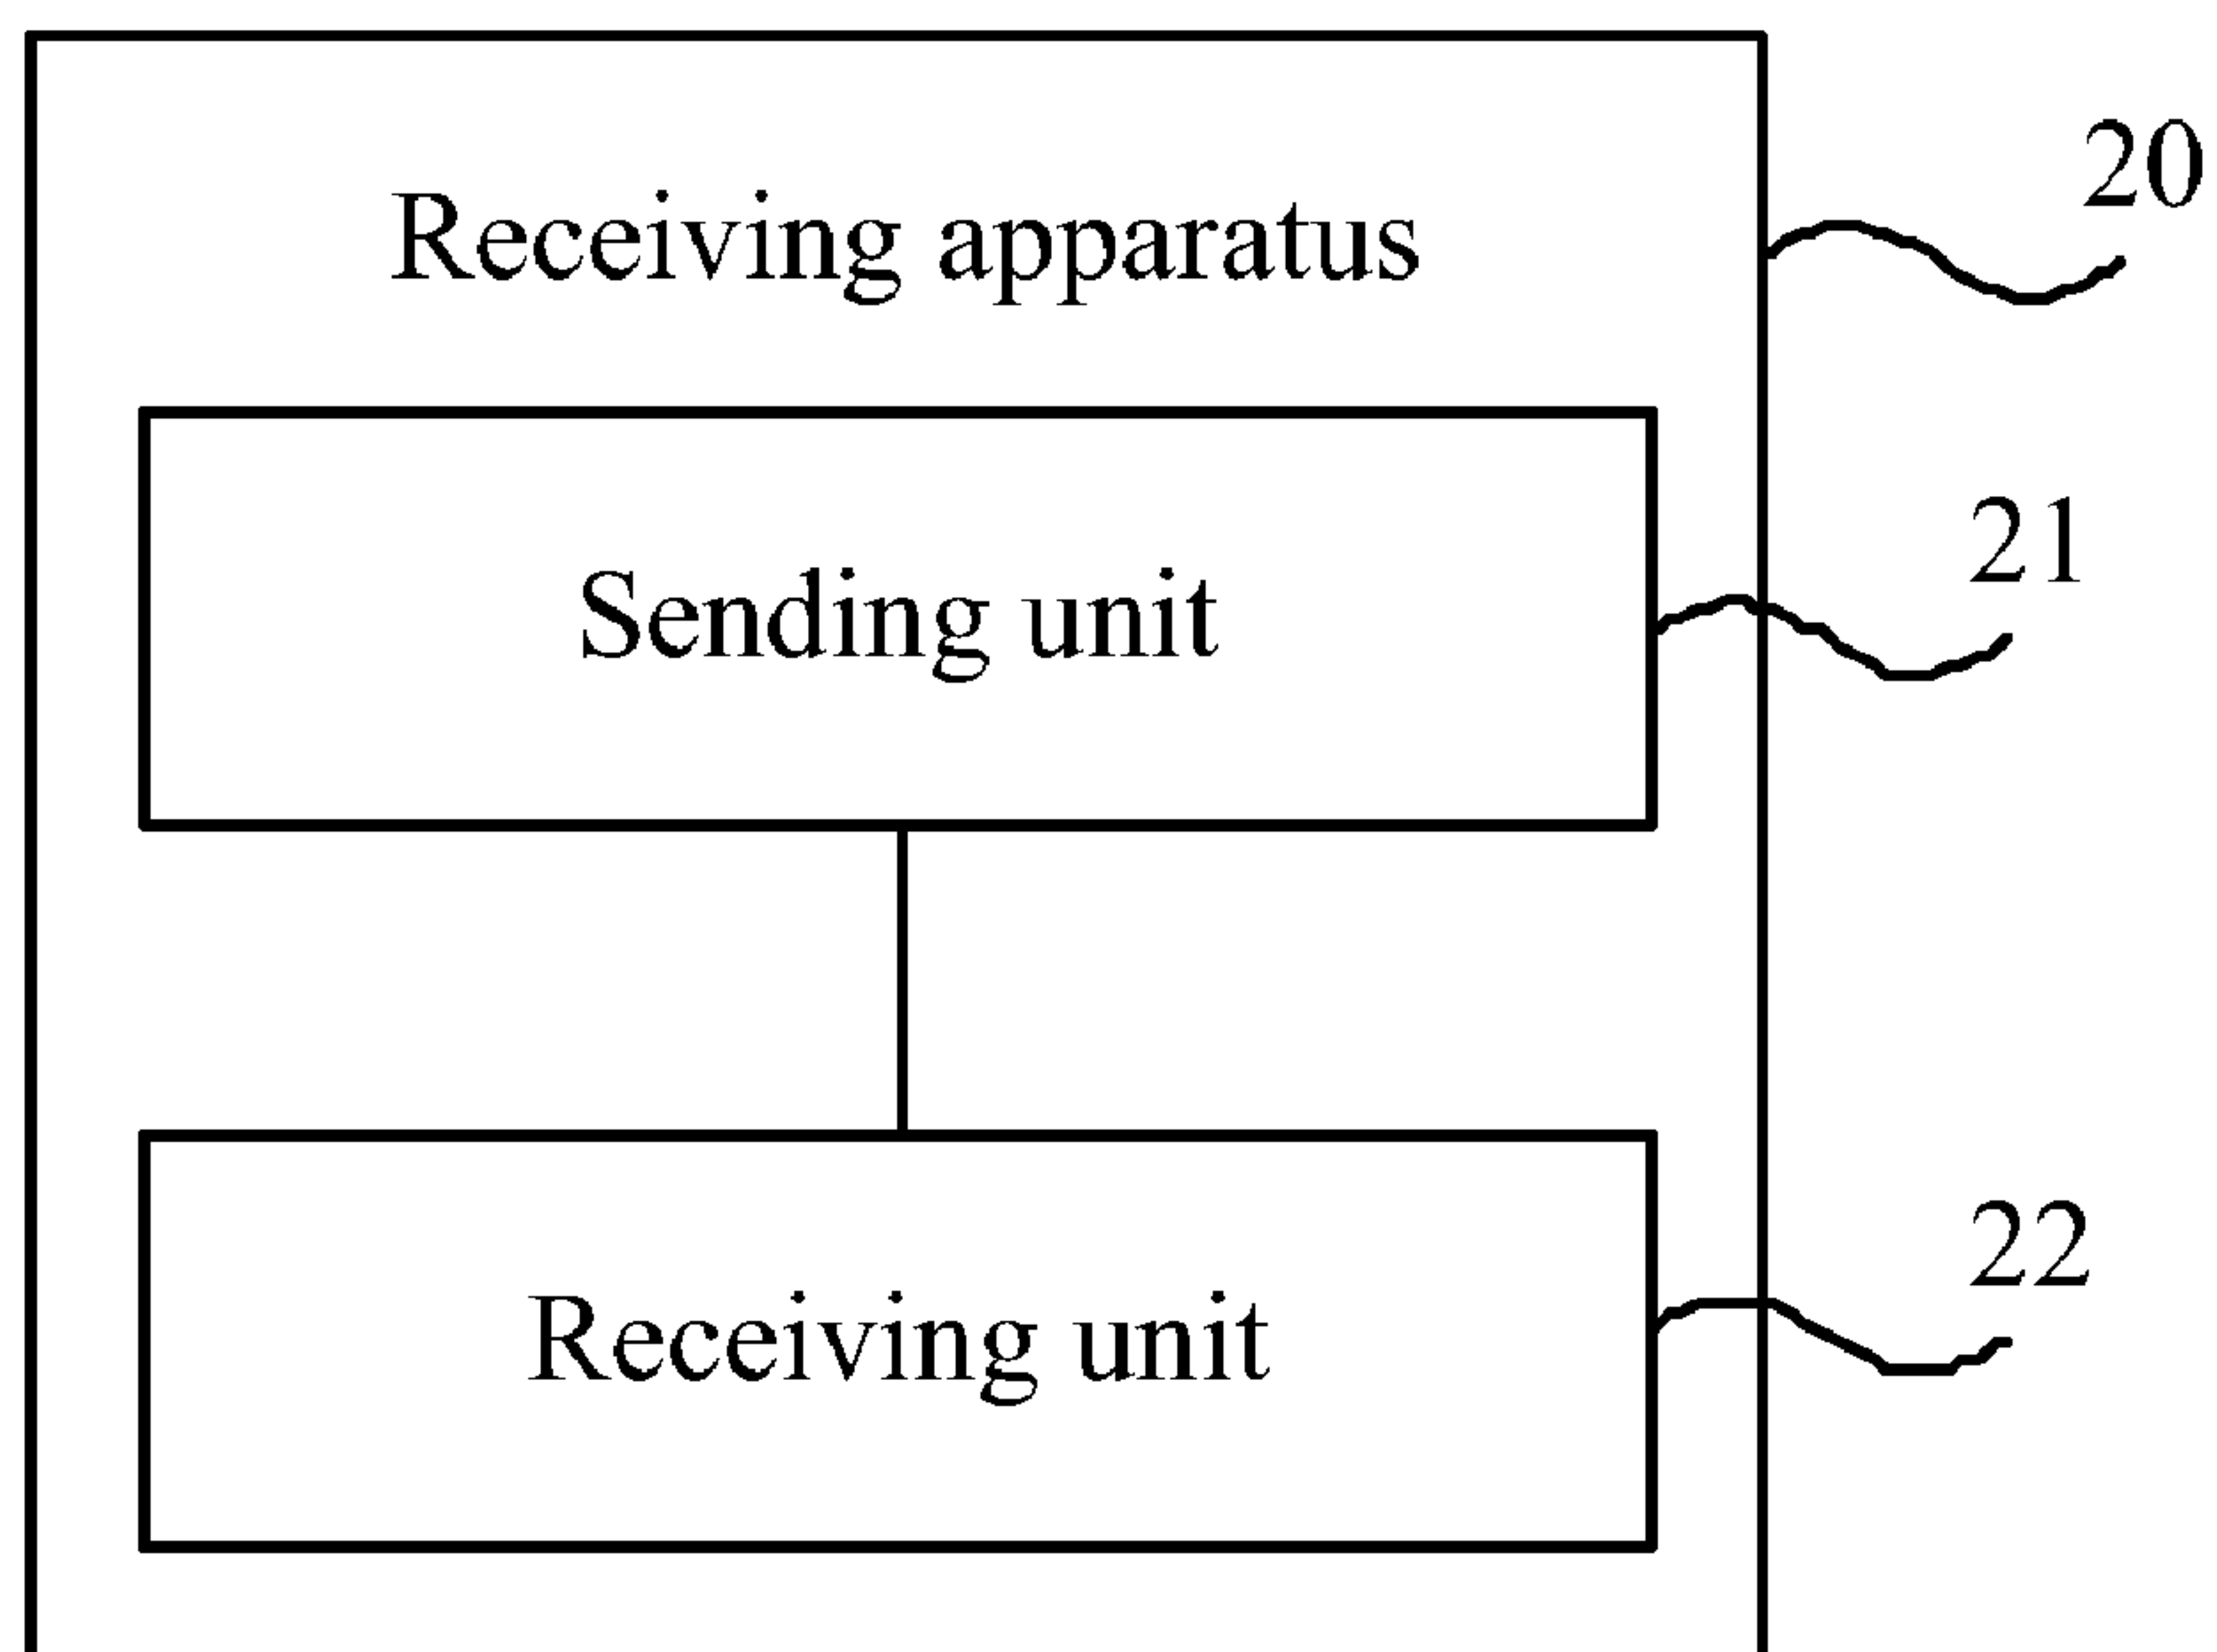 20
Receiving apparatus
21
Sending unit
22
Receiving unit